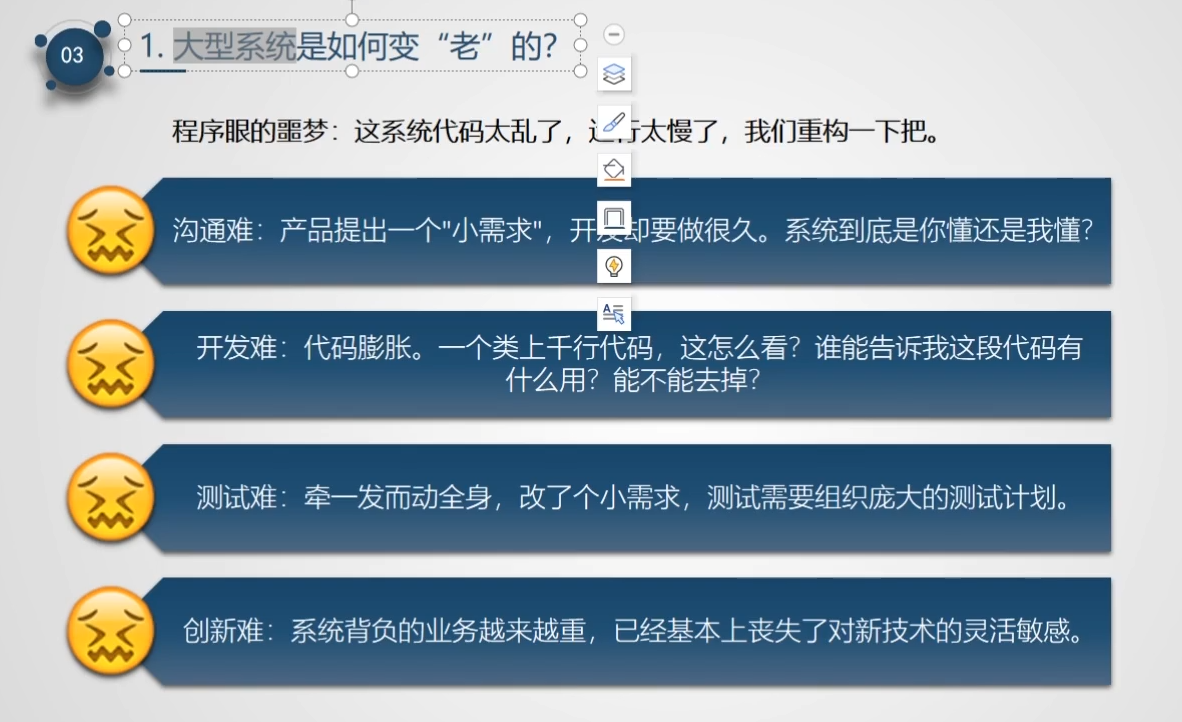 03
1. 大型系统是如何变“老”的?
程序眼的噩梦：这系统代码太乱了，运行太慢了，我们重构一下把。
沟通难：产品提出一个"小需求"，开发却要做很久。系统到底是你懂还是我懂？
开发难：代码膨胀。一个类上千行代码，这怎么看？谁能告诉我这段代码有
什么用？能不能去掉？
测试难：牵一发而动全身，改了个小需求，测试需要组织庞大的测试计划。
创新难：系统背负的业务越来越重，已经基本上丧失了对新技术的灵活敏感。